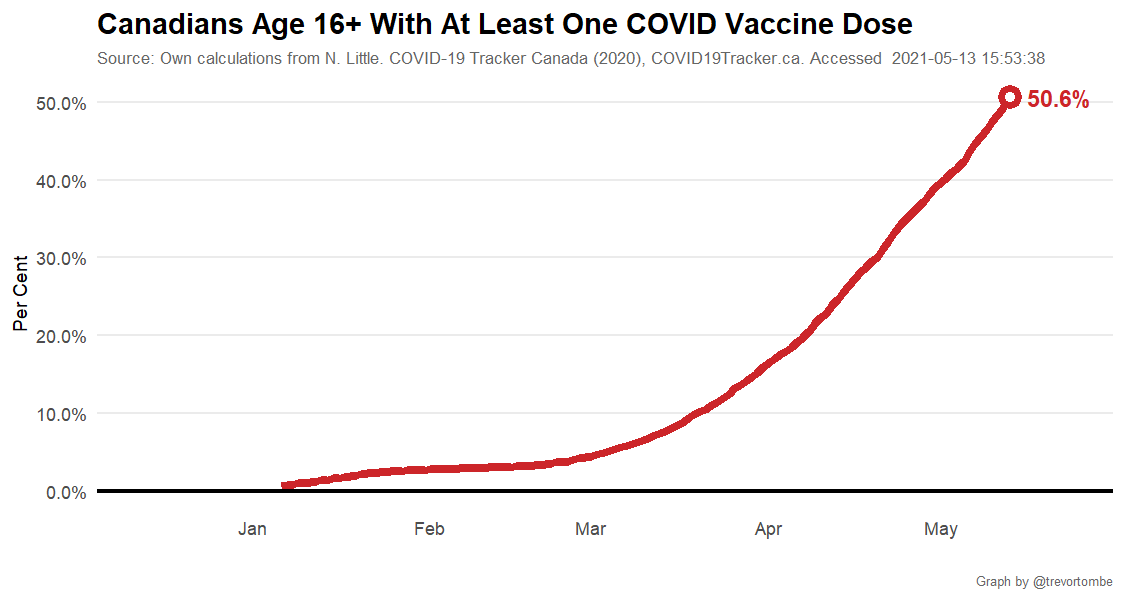 Canadians Age 16+ With At Least One COVID Vaccine Dose
Source: Own calculations from N. Little. COVID-19 Tracker Canada (2020), COVID19Tracker.ca. Accessed  2021-05-13 15:53:38
50.6%
50.0%
40.0%
30.0%
20.0%
10.0%
0.0%
Per Cent
Jan Feb Mar Apr May
Graph by @trevortombe